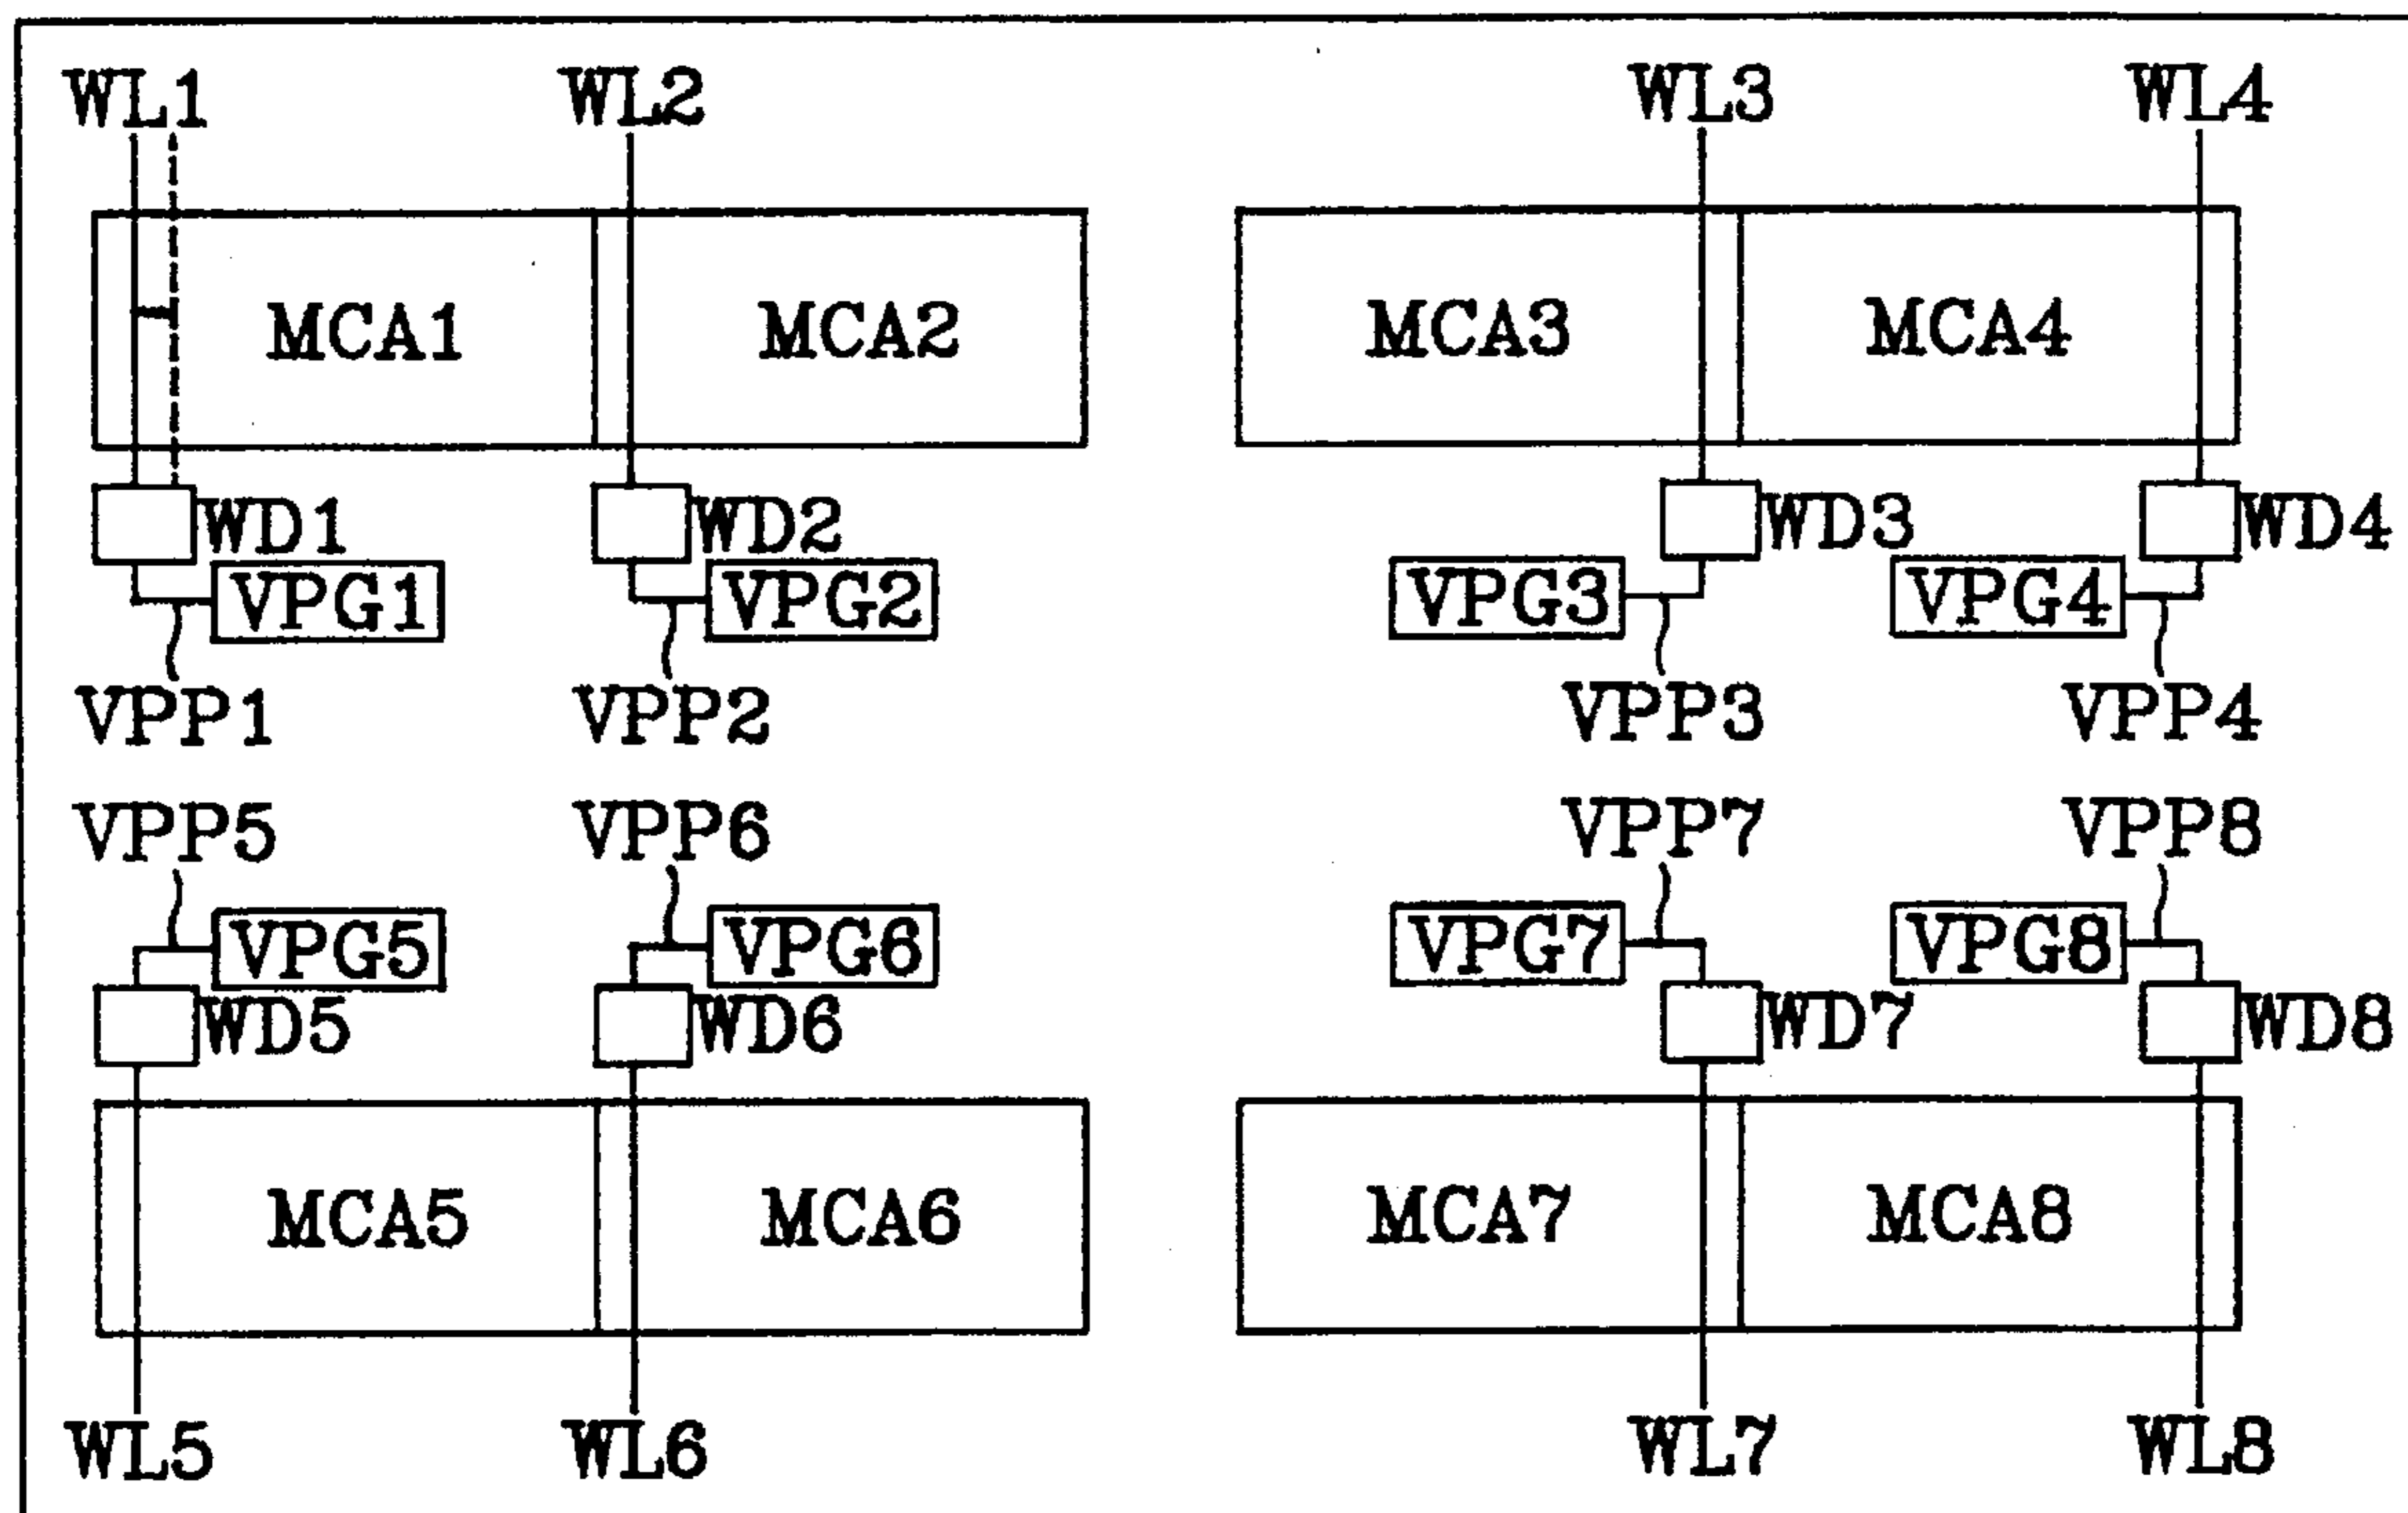 WL1 WL2 WL3 WL4
MCA1 MCA2 MCA3 MCA4
WD1 WD2 WD3 WD4
VPG1 VPG2 VPG3 VPG4
VPP1 VPP2 VPP3 VPP4
VPP5 VPP6 VPP7 VPP8
VPG5 VPG6 VPG7 VPG8
WD5 WD6 WD7 WD8
MCA5 MCA6 MCA7 MCA8
WL5 WL6 WL7 WL8